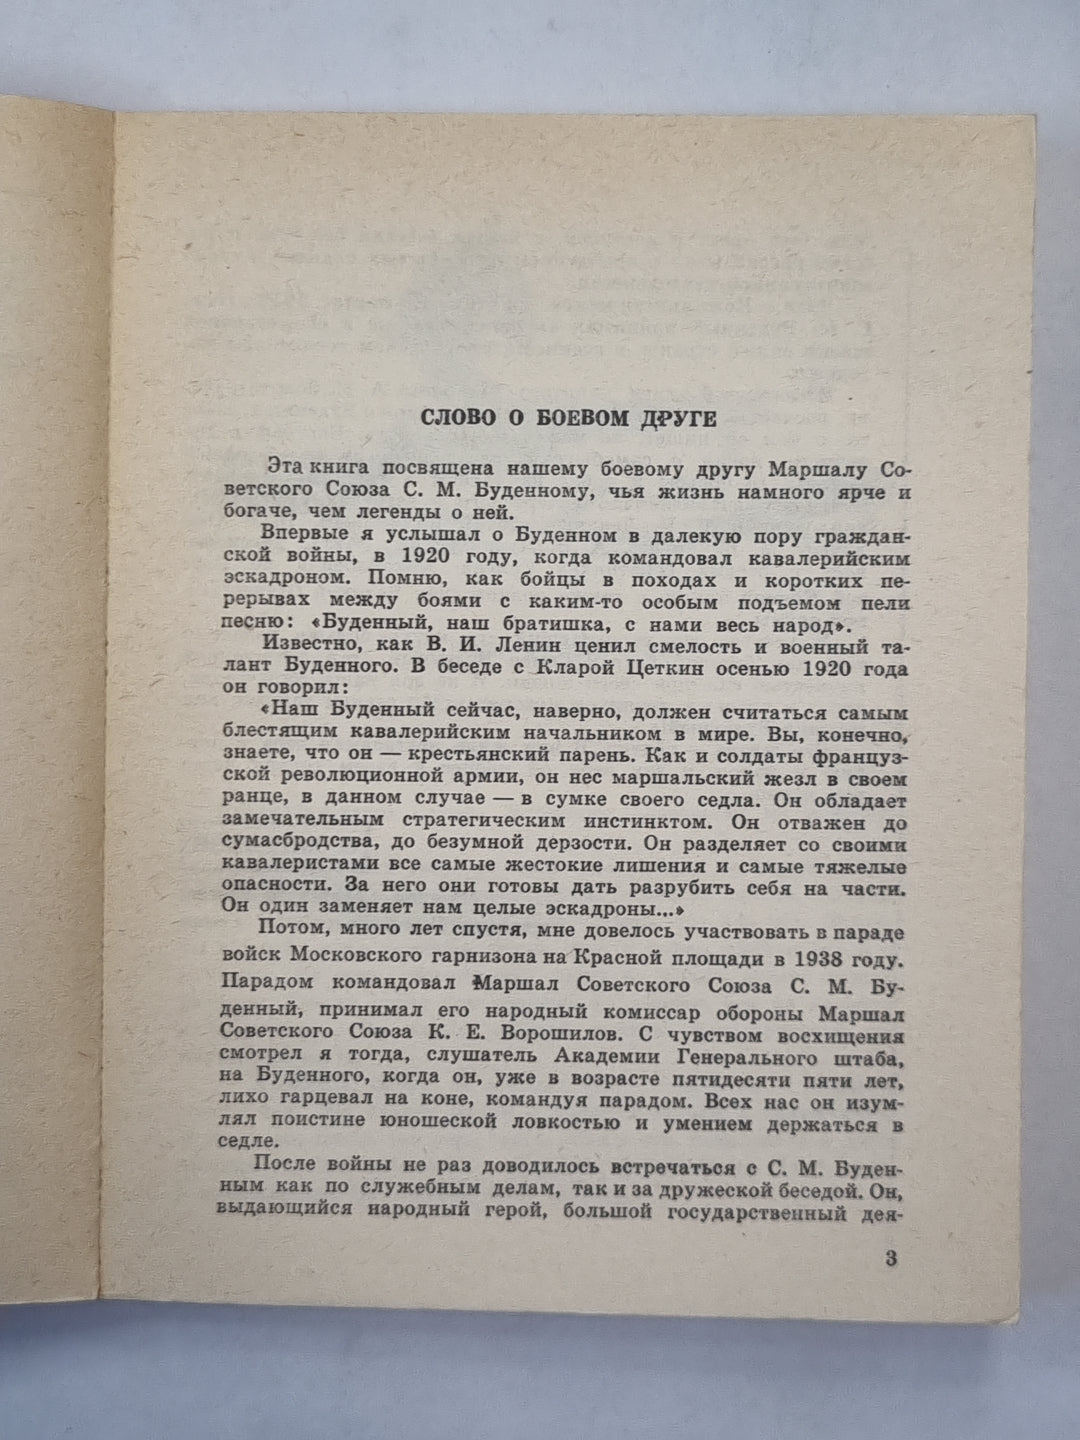 СЛОВО О БОЕВОМ ДРУГЕ
Эта книга посвящена нашему боевому другу Маршалу Со-
ветского Союза С. М. Буденному, чья жизнь намного ярче и
богаче, чем легенды о ней.
Впервые я услышал о Буденном в далекую пору граждан-
ской войны, в 1920 году, когда командовал кавалерийским
эскадроном. Помню, как бойцы в походах и коротких пе-
рерывах между боями с каким-то особым подъемом пели
песню: «Буденный, наш братишка, с нами весь народ».
Известно, как В. И. Ленин ценил смелость и военный та-
лант Буденного. В беседе с Кларой Цеткин осенью 1920 года
он говорил:
«Наш Буденный сейчас, наверно, должен считаться самым
блестящим кавалерийским начальником в мире. Вы, конечно,
знаете, что он — крестьянский парень. Как и солдаты француз-
ской революционной армии, он нес маршальский жезл в своем
ранце, в данном случае — в сумке своего седла. Он обладает
замечательным стратегическим инстинктом. Он отважен до
сумасбродства, до безумной дерзости. Он разделяет со своими
кавалеристами все самые жестокие лишения и самые тяжелые
опасности. За него они готовы дать разрубить себя на части.
Он один заменяет нам целые эскадроны...»
Потом, много лет спустя, мне довелось участвовать в параде
войск Московского гарнизона на Красной площади в 1938 году.
Парадом командовал Маршал Советского Союза С. М. Бу-
денный, принимал его народный комиссар обороны Маршал
Советского Союза К. Е. Ворошилов. С чувством восхищения
смотрел я тогда, слушатель Академии Генерального штаба,
на Буденного, когда он, уже в возрасте пятидесяти пяти лет,
лихо гарцевал на коне, командуя парадом. Всех нас он изум-
лял поистине юношеской ловкостью и умением держаться в
седле.
После войны не раз доводилось встречаться с С. М. Буден-
ным как по служебным делам, так и за дружеской беседой. Он,
выдающийся народный герой, большой государственный дея-
3